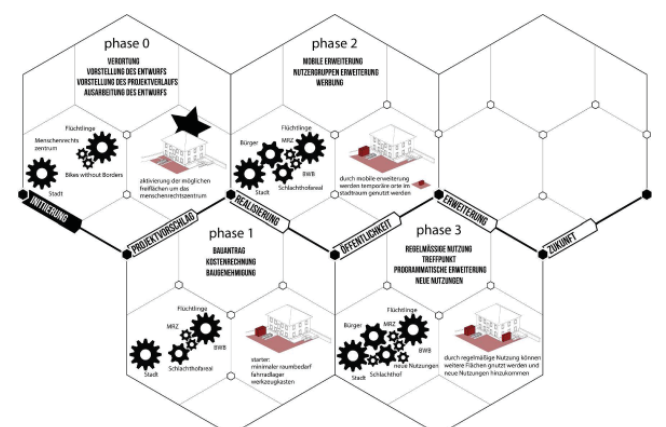 phase 0
VERORTUNG
VORSTELLUNG DES ENTWURFS
VORSTELLUNG DES PROJEKTVERLAUFS
AUSARBEITUNG DES ENTWURFS
Flüchtlinge
Menschenrechts
zentrum
Bikes without Borders
Stadt
aktivierung der möglichen
freiflächen um das
menschenrechtszentrum
phase 2
MOBILE ERWEITERUNG
NUTZERGRUPPEN ERWEITERUNG
WERBUNG
Flüchtlinge
Bürger
MRZ
BWB
Stadt
Schlachthofareal
durch mobile erweiterung
werden temporäre orte im
stadtraum genutzt werden
INITIIERUNG
PROJEKTVORSCHLAG
REALISIERUNG
ÖFFENTLICHKEIT
ERWEITERUNG
ZUKUNFT
phase 1
BAUANTRAG
KOSTENRECHNUNG
BAUGENEHMIGUNG
Flüchtlinge
MRZ
BWB
Schlachthofareal
Stadt
starter:
minimaler raumbedarf
fahrradlager
werkzeugkasten
phase 3
REGELMÄSSIGE NUTZUNG
TREFFPUNKT
PROGRAMMATISCHE ERWEITERUNG
NEUE NUTZUNGEN
Flüchtlinge
Bürger
MRZ
BWB
neue Nutzungen
Schlachthof
Stadt
durch regelmäßige Nutzung können
weitere Flächen gnutzt werden und
neue Nutzungen hinzukommen